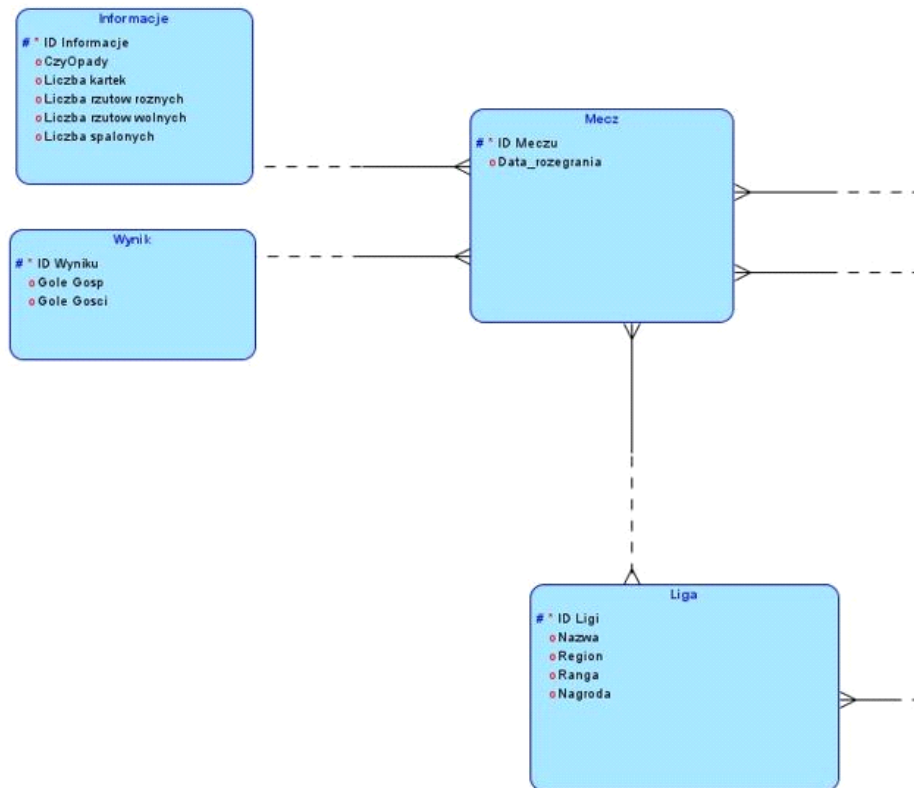 Informacje
# * ID Informacje
o CzyOpady
o Liczba kartek
o Liczba rzutow roznych
o Liczba rzutow wolnych
o Liczba spalonych
Mecz
# * ID Meczu
o Data_rozegrania
Wynik
# * ID Wyniku
o Gole Gosp
o Gole Gosci
Liga
# * ID Ligi
o Nazwa
o Region
o Ranga
o Nagroda